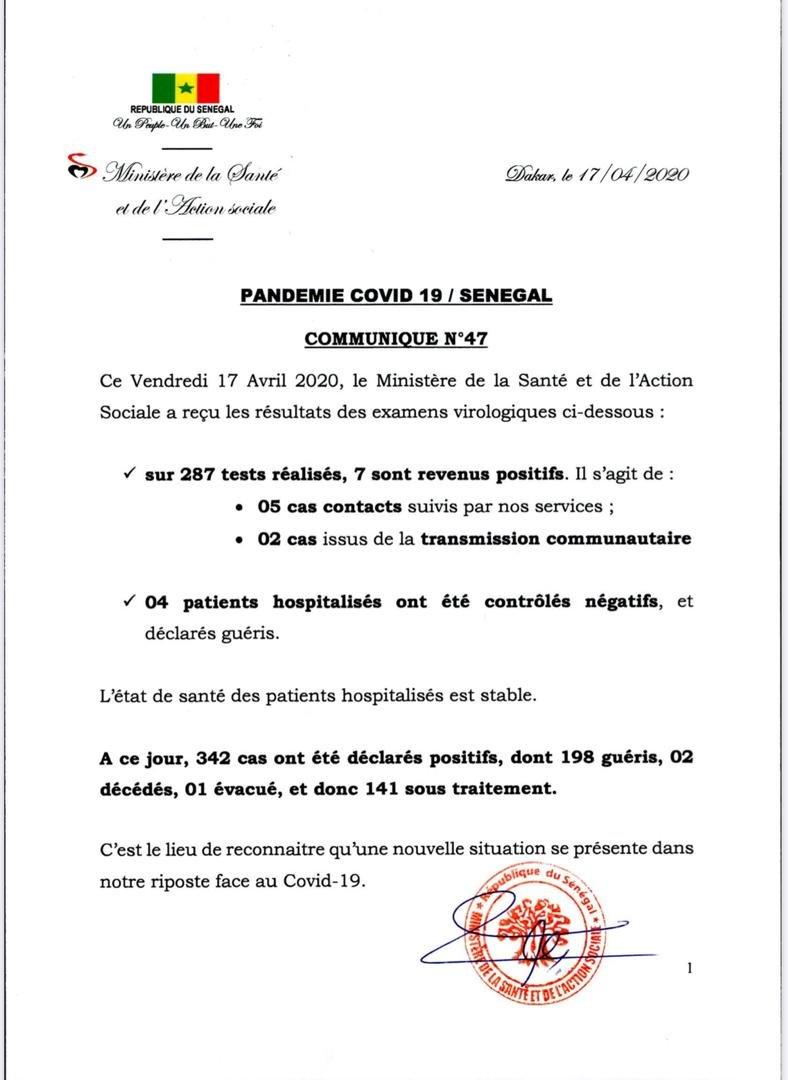 REPUBLIQUE DU SENEGAL
Un Peuple - Un But - Une Foi
Ministère de la Santé
et de l'Action sociale
Dakar, le 17/04/2020
PANDEMIE COVID 19 / SENEGAL
COMMUNIQUE N°47
Ce Vendredi 17 Avril 2020, le Ministère de la Santé et de l'Action
Sociale a reçu les résultats des examens virologiques ci-dessous :
✓ sur 287 tests réalisés, 7 sont revenus positifs. Il s'agit de :
• 05 cas contacts suivis par nos services ;
• 02 cas issus de la transmission communautaire
✓ 04 patients hospitalisés ont été contrôlés négatifs, et
déclarés guéris.
L'état de santé des patients hospitalisés est stable.
A ce jour, 342 cas ont été déclarés positifs, dont 198 guéris, 02
décédés, 01 évacué, et donc 141 sous traitement.
C'est le lieu de reconnaitre qu'une nouvelle situation se présente dans
notre riposte face au Covid-19.
République du Sénégal
MINISTÈRE DE LA SANTÉ ET DE L'ACTION SOCIALE
1